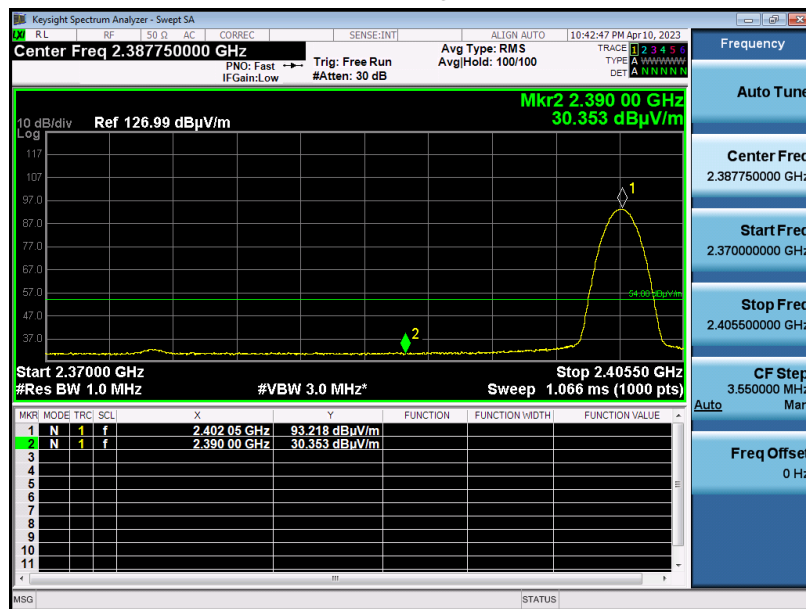 Keysight Spectrum Analyzer - Swept SA
LXI RL RF 50 Ω AC CORREC SENSE:INT ALIGN AUTO 10:42:47 PM Apr 10, 2023
Center Freq 2.387750000 GHz
PNO: Fast
IFGain:Low
Trig: Free Run
#Atten: 30 dB
Avg Type: RMS
Avg|Hold: 100/100
TRACE 1 2 3 4 5 6
TYPE A WWWWW
DET A N N N N N
Mkr2 2.390 00 GHz
30.353 dBµV/m
10 dB/div Ref 126.99 dBµV/m
Log
117
107
97.0
87.0
77.0
67.0
57.0
47.0
37.0
1
54.00 dBµV/m
2
Start 2.37000 GHz Stop 2.40550 GHz
#Res BW 1.0 MHz #VBW 3.0 MHz* Sweep 1.066 ms (1000 pts)
MKR MODE TRC SCL X Y FUNCTION FUNCTION WIDTH FUNCTION VALUE
1 N 1 f 2.402 05 GHz 93.218 dBµV/m
2 N 1 f 2.390 00 GHz 30.353 dBµV/m
3
4
5
6
7
8
9
10
11
MSG STATUS
Frequency
Auto Tune
Center Freq
2.387750000 GHz
Start Freq
2.370000000 GHz
Stop Freq
2.405500000 GHz
CF Step
3.550000 MHz
Auto Man
Freq Offset
0 Hz